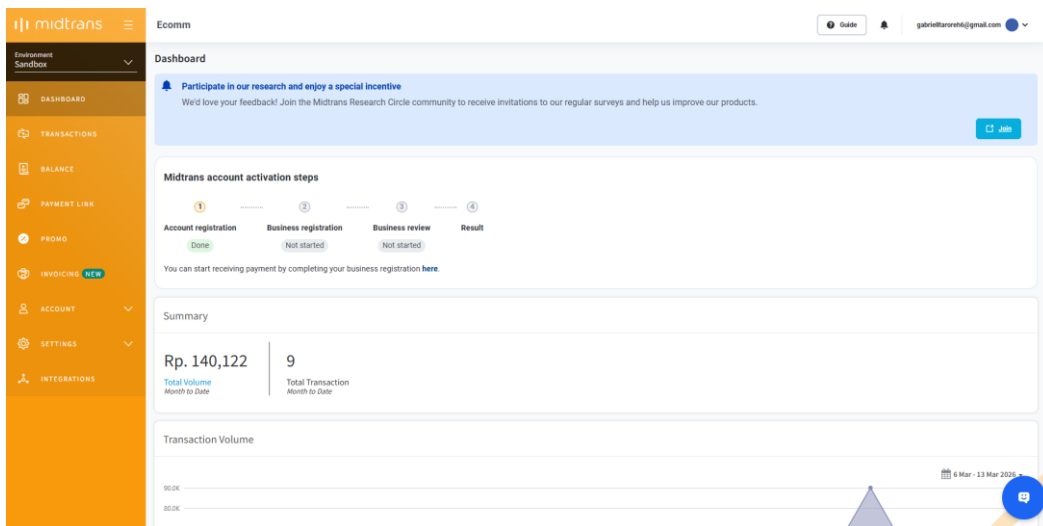 midtrans
Ecomm
Guide
gabrielltaroreh6@gmail.com
Environment
Sandbox
DASHBOARD
TRANSACTIONS
BALANCE
PAYMENT LINK
PROMO
INVOICING NEW
ACCOUNT
SETTINGS
INTEGRATIONS
Dashboard
Participate in our research and enjoy a special incentive
We'd love your feedback! Join the Midtrans Research Circle community to receive invitations to our regular surveys and help us improve our products.
Join
Midtrans account activation steps
1 2 3 4
Account registration Business registration Business review Result
Done Not started Not started
You can start receiving payment by completing your business registration here.
Summary
Rp. 140,122 9
Total Volume Total Transaction
Month to Date Month to Date
Transaction Volume
6 Mar - 13 Mar 2026
90.0K
80.0K